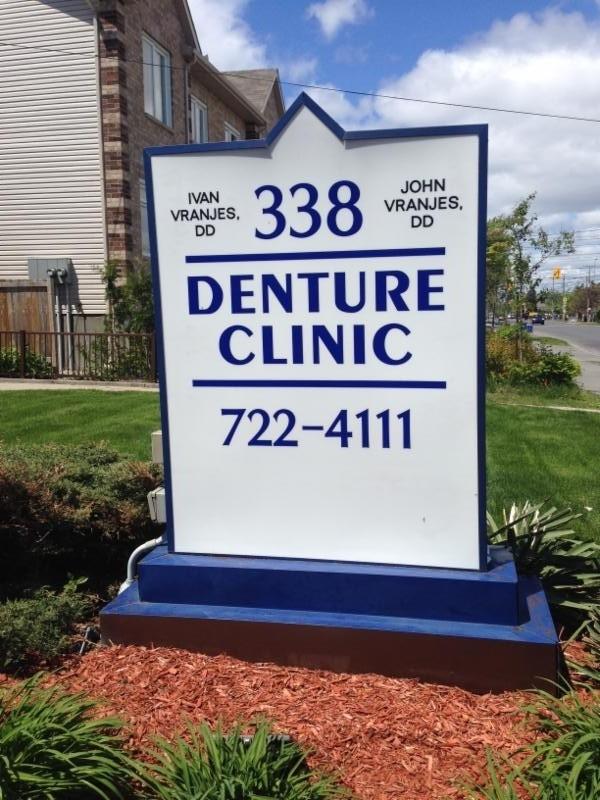 IVAN
VRANJES,
DD
338
JOHN
VRANJES,
DD
DENTURE
CLINIC
722-4111